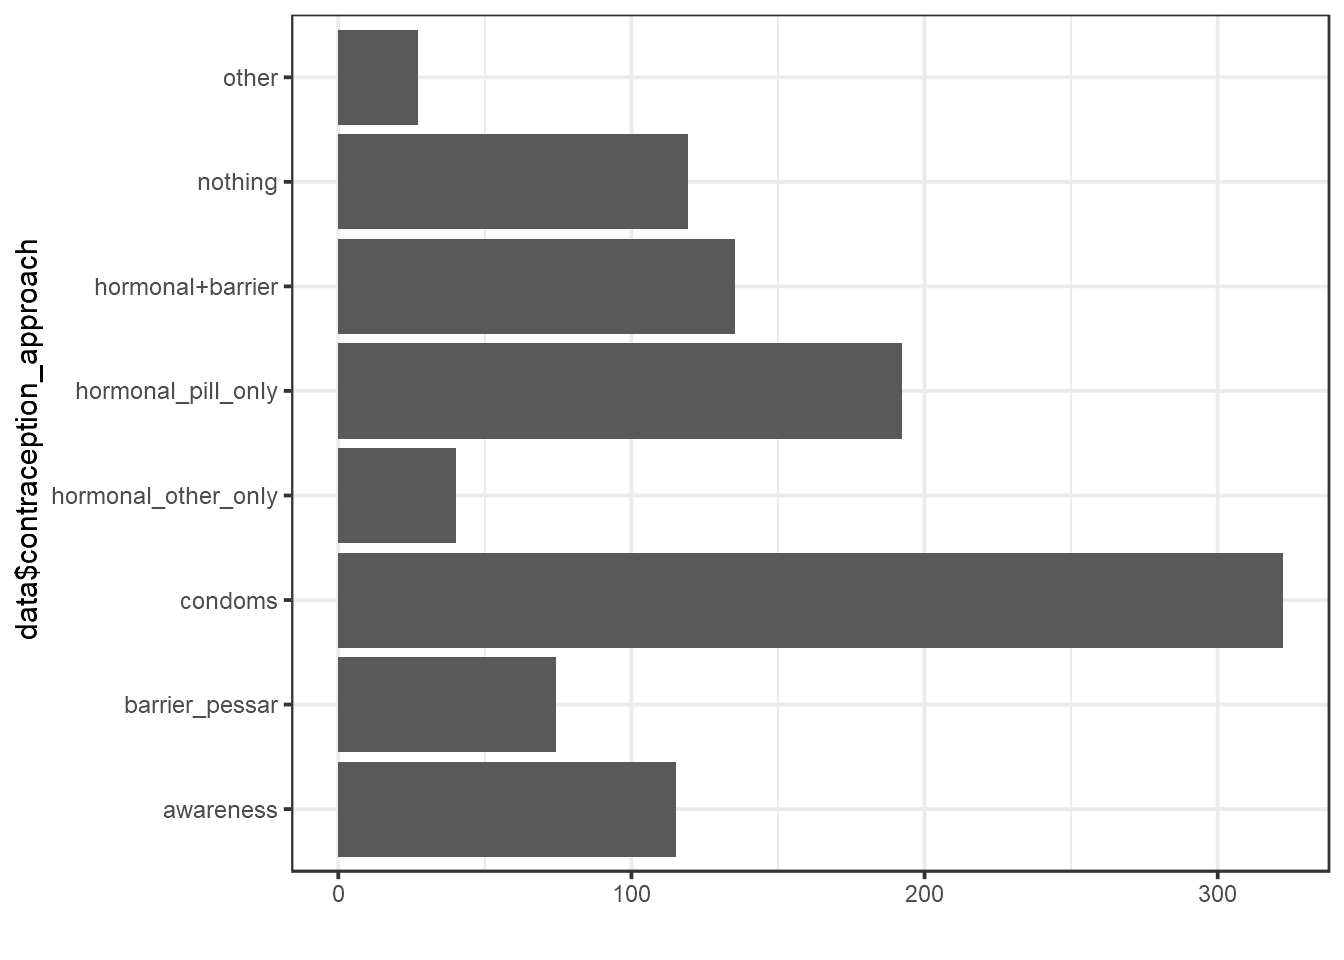 data$contraception_approach
other
nothing
hormonal+barrier
hormonal_pill_only
hormonal_other_only
condoms
barrier_pessar
awareness
0 100 200 300